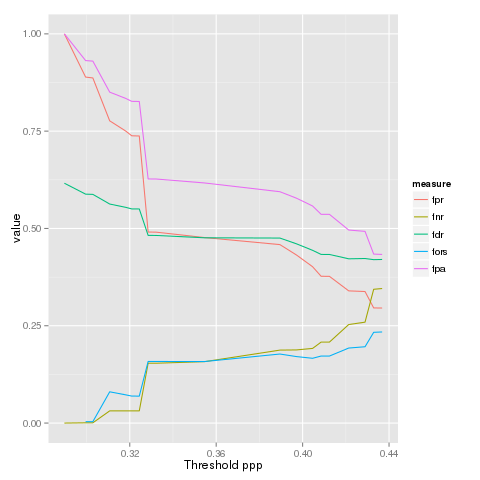 1.00
0.75
0.50
0.25
0.00
value
0.32
0.36
0.40
0.44
Threshold ppp
measure
fpr
fnr
fdr
fors
fpa